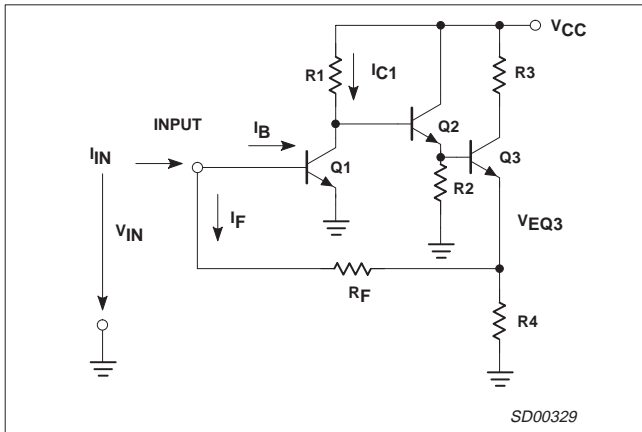 VCC
R1
IC1
R3
INPUT
IB
Q2
IIN
Q1
Q3
R2
IF
VEQ3
VIN
RF
R4
SD00329